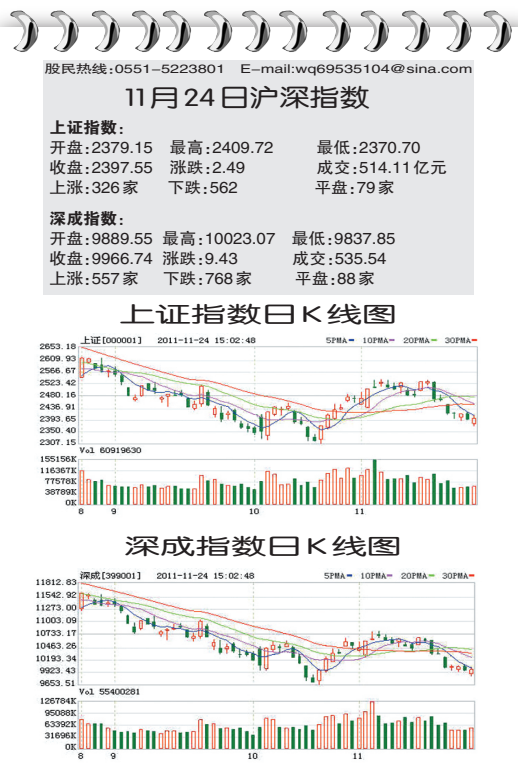 股民热线:0551-5223801 E-mail:wq69535104@sina.com
11月24日沪深指数
上证指数:
开盘:2379.15 最高:2409.72 最低:2370.70
收盘:2397.55 涨跌:2.49 成交:514.11亿元
上涨:326家 下跌:562 平盘:79家
深成指数:
开盘:9889.55 最高:10023.07 最低:9837.85
收盘:9966.74 涨跌:9.43 成交:535.54
上涨:557家 下跌:768家 平盘:88家
上证指数日K线图
上证[000001] 2011-11-24 15:02:48 5PMA 10PMA 20PMA 30PMA
2653.18
2609.93
2566.67
2523.42
2480.16
2436.91
2393.65
2350.40
2307.15
Vol 60919630
155156K
116367K
77578K
38789K
0K
8 9 10 11
深成指数日K线图
深成[399001] 2011-11-24 15:02:48 5PMA 10PMA 20PMA 30PMA
11812.83
11542.92
11273.00
11003.09
10733.17
10463.26
10193.34
9923.43
9653.51
Vol 55400281
126784K
95088K
63392K
31696K
0K
8 9 10 11